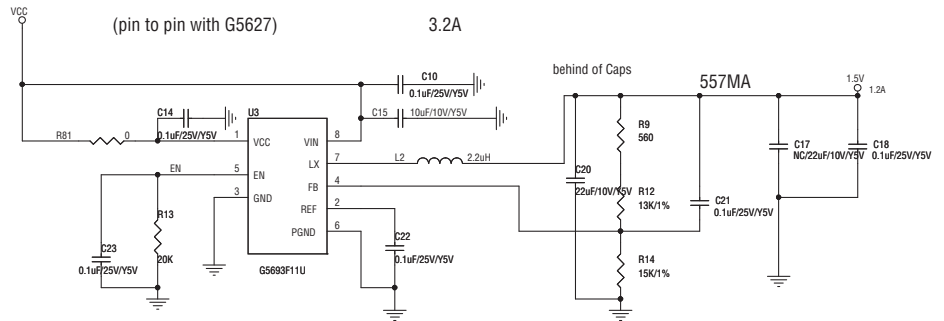 VCC
(pin to pin with G5627)
3.2A
C10
0.1uF/25V/Y5V
behind of Caps
557MA
1.5V
1.2A
C14
0.1uF/25V/Y5V
U3
C15
10uF/10V/Y5V
R81
0
1
VCC
VIN
8
R9
560
C17
NC/22uF/10V/Y5V
C18
0.1uF/25V/Y5V
LX
7
L2
2.2uH
EN
5
EN
FB
4
C20
22uF/10V/Y5V
R12
13K/1%
3
GND
REF
2
C21
0.1uF/25V/Y5V
R13
20K
PGND
6
C22
0.1uF/25V/Y5V
C23
0.1uF/25V/Y5V
R14
15K/1%
G5693F11U